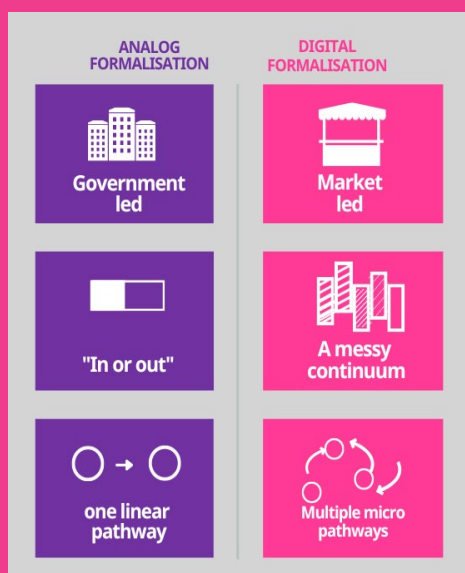 ANALOG
FORMALISATION
DIGITAL
FORMALISATION
Government
led
Market
led
"In or out"
A messy
continuum
one linear
pathway
Multiple micro
pathways